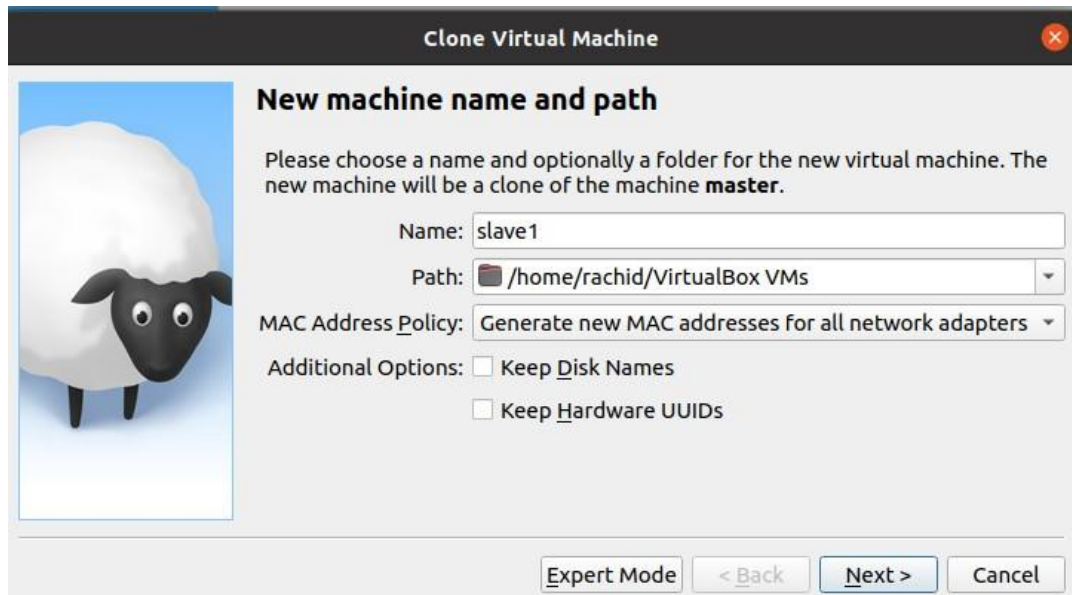 Clone Virtual Machine
New machine name and path
Please choose a name and optionally a folder for the new virtual machine. The
new machine will be a clone of the machine master.
Name: slave1
Path: /home/rachid/VirtualBox VMs
MAC Address Policy: Generate new MAC addresses for all network adapters
Additional Options: Keep Disk Names
Keep Hardware UUIDs
Expert Mode < Back Next > Cancel